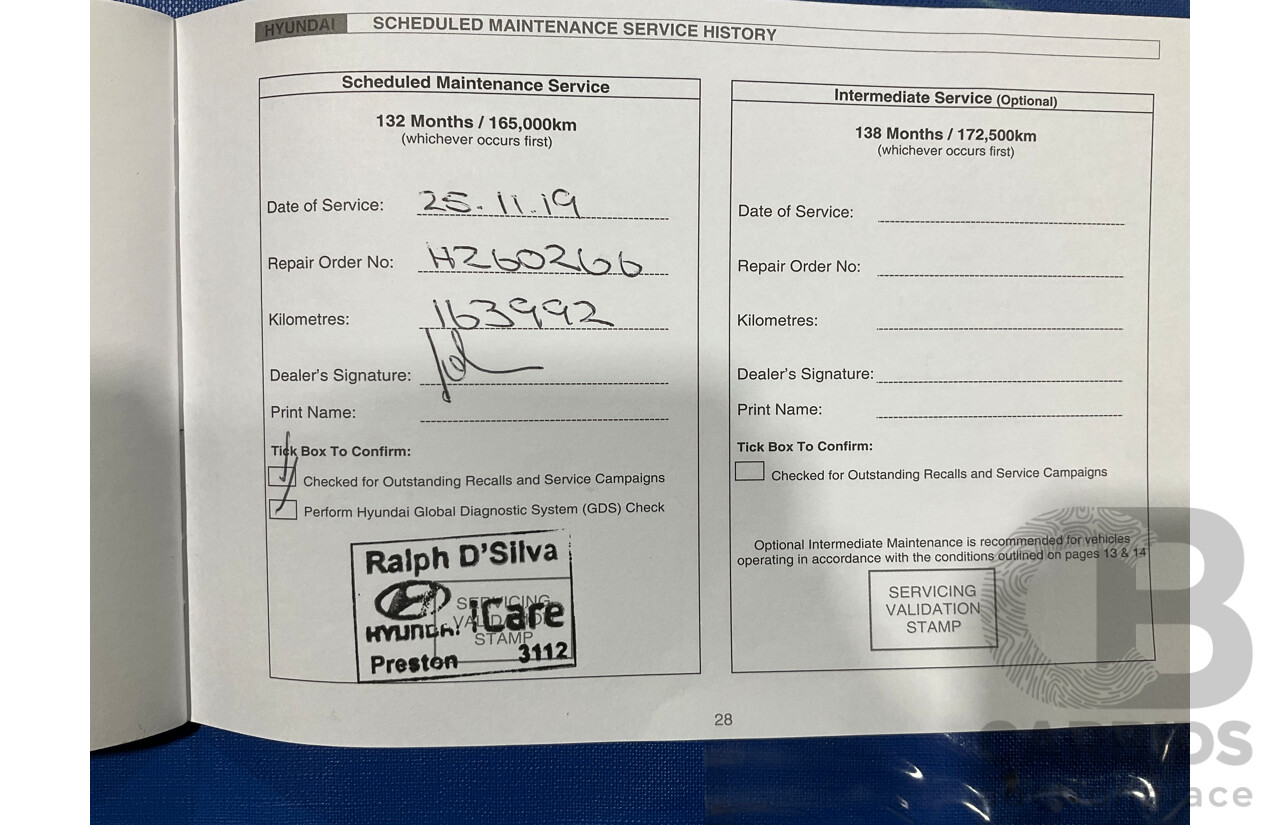 HYUNDAI SCHEDULED MAINTENANCE SERVICE HISTORY
Scheduled Maintenance Service
132 Months / 165,000km
(whichever occurs first)
Date of Service: 25.11.19
Repair Order No: H260266
Kilometres: 163992
Dealer's Signature:
Print Name:
Tick Box To Confirm:
Checked for Outstanding Recalls and Service Campaigns
Perform Hyundai Global Diagnostic System (GDS) Check
Ralph D'Silva
SERVICING
VALIDATION
STAMP
HYUNDAI iCare
Preston 3112
Intermediate Service (Optional)
138 Months / 172,500km
(whichever occurs first)
Date of Service:
Repair Order No:
Kilometres:
Dealer's Signature:
Print Name:
Tick Box To Confirm:
Checked for Outstanding Recalls and Service Campaigns
Optional Intermediate Maintenance is recommended for vehicles
operating in accordance with the conditions outlined on pages 13 & 14
SERVICING
VALIDATION
STAMP
28